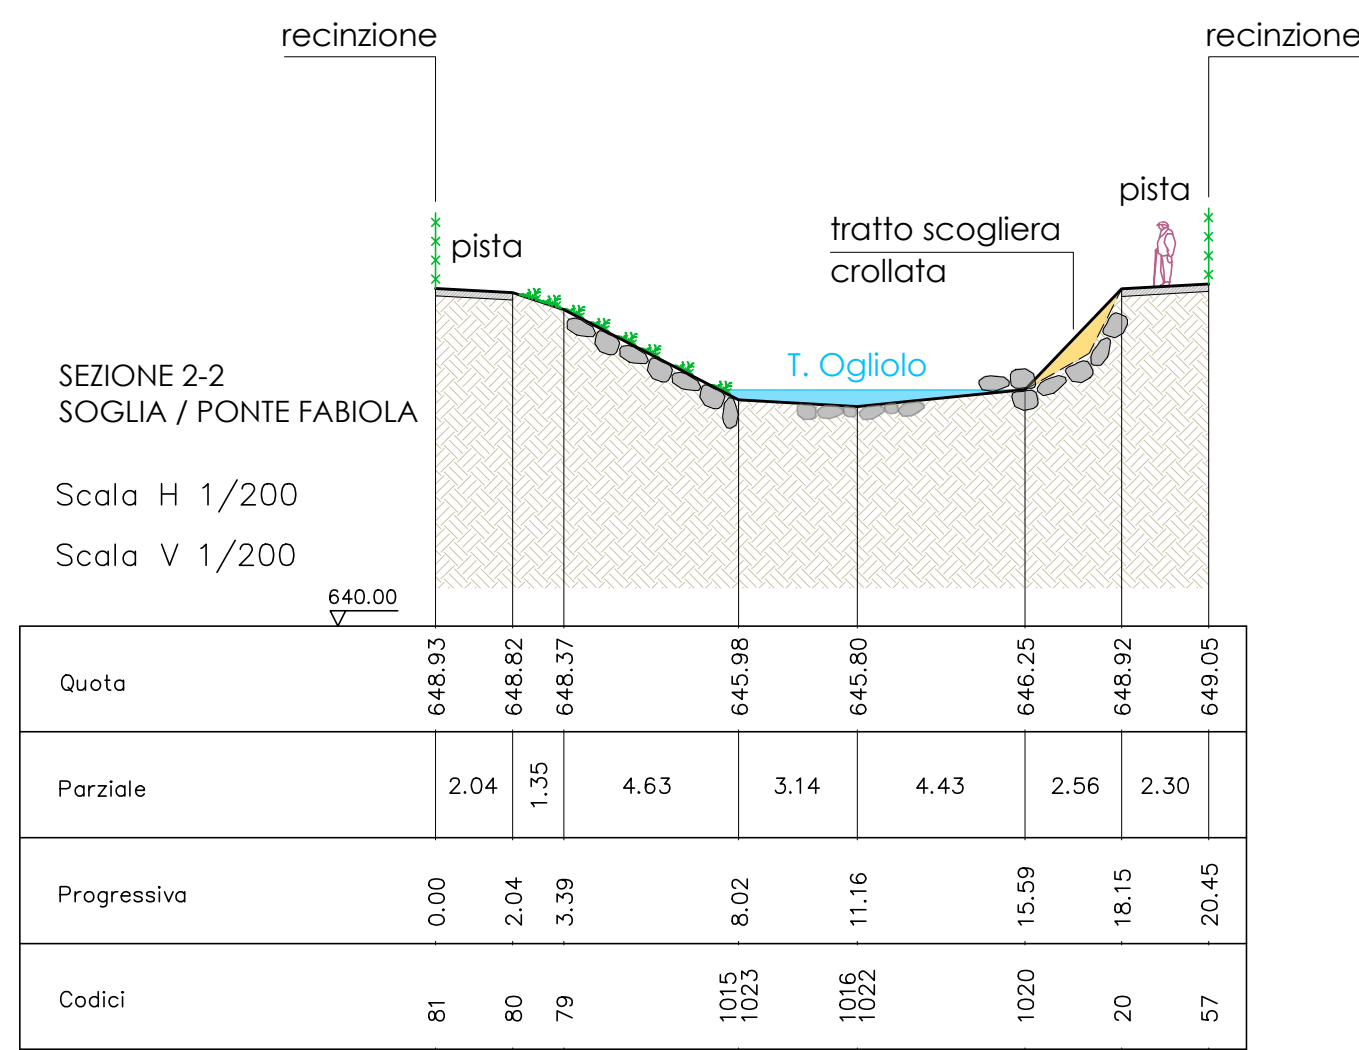 recinzione
recinzione
pista
pista
tratto scogliera
crollata
T. Ogliolo
SEZIONE 2-2
SOGLIA / PONTE FABIOLA
Scala H 1/200
Scala V 1/200
640.00
Quota 648.93 648.82 648.37 645.98 645.80 646.25 648.92 649.05
Parziale 2.04 1.35 4.63 3.14 4.43 2.56 2.30
Progressiva 0.00 2.04 3.39 8.02 11.16 15.59 18.15 20.45
Codici 81 80 79 1015 1023 1016 1022 1020 20 57